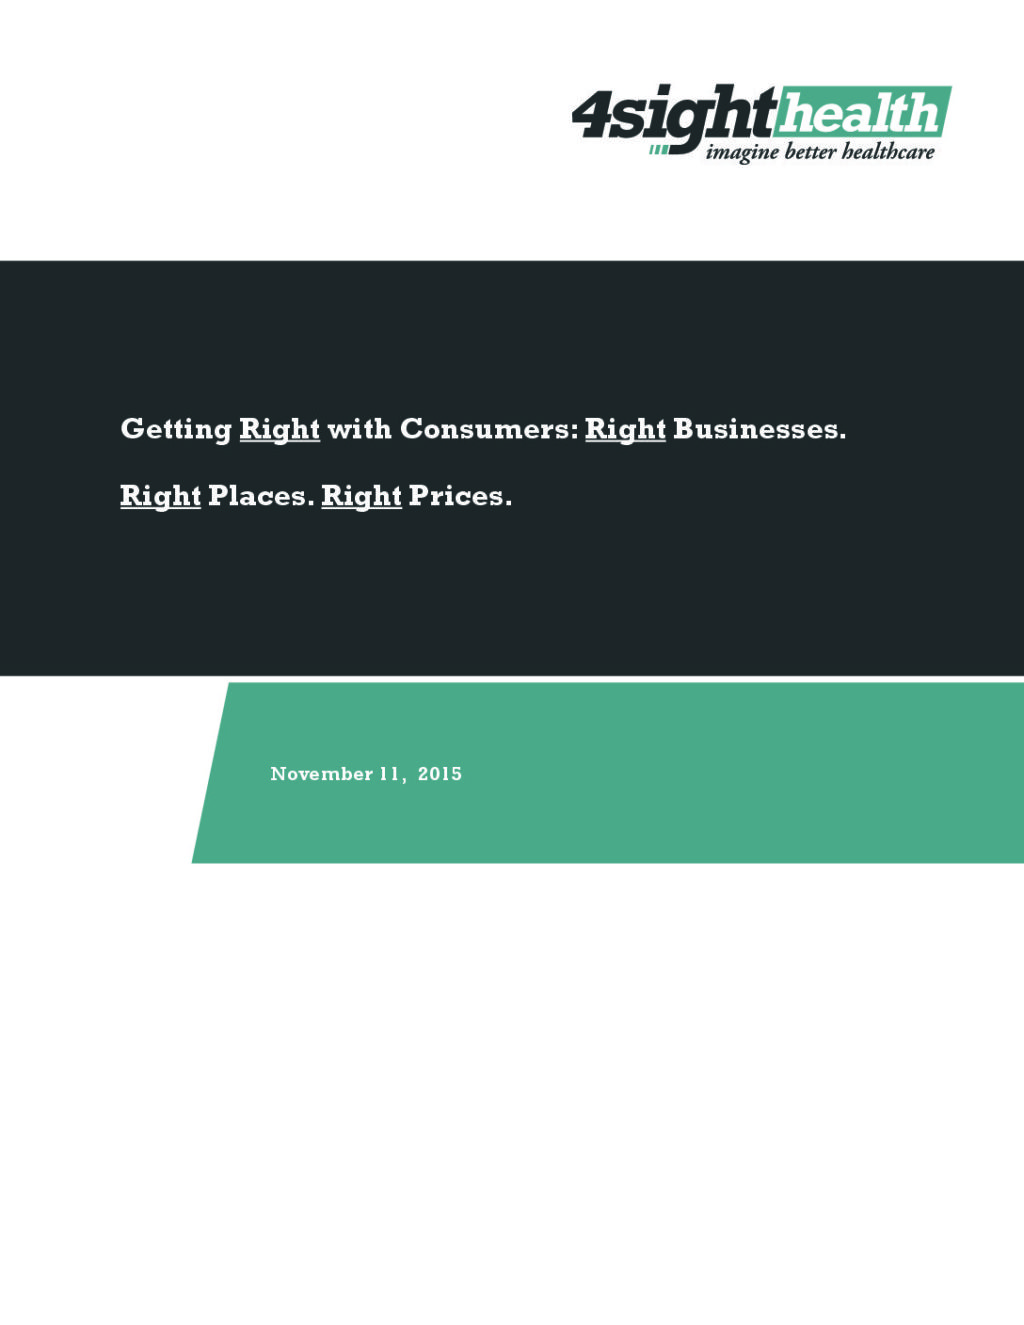 4sighthealth
imagine better healthcare
Getting Right with Consumers: Right Businesses.
Right Places. Right Prices.
November 11, 2015